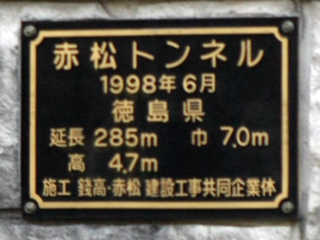 赤松トンネル
1998年6月
徳島県
延長 285m 巾 7.0m
高 4.7m
施工 錢高・赤松 建設工事共同企業体